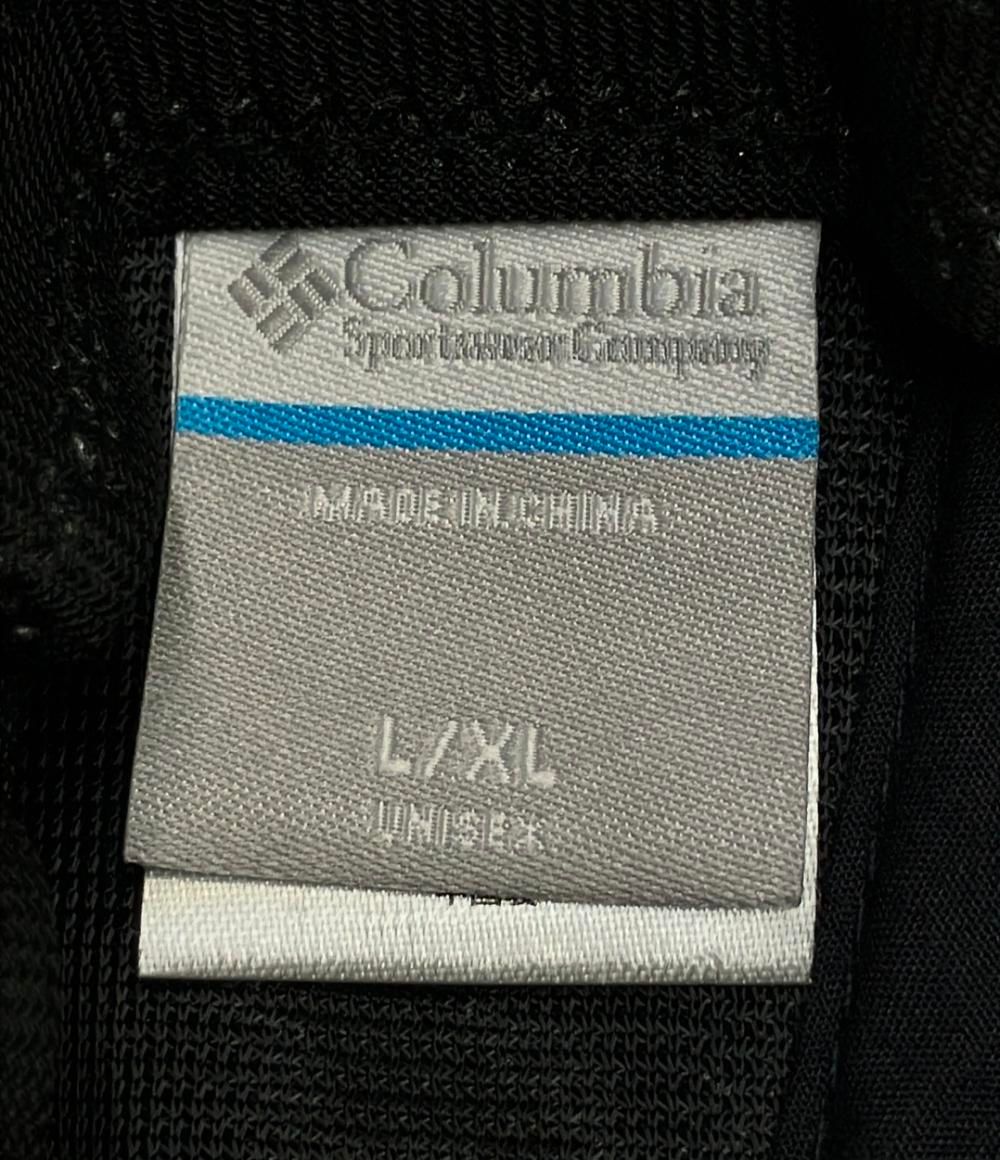 Columbia
Sportswear Company
MADE IN CHINA
L/XL
UNISEX